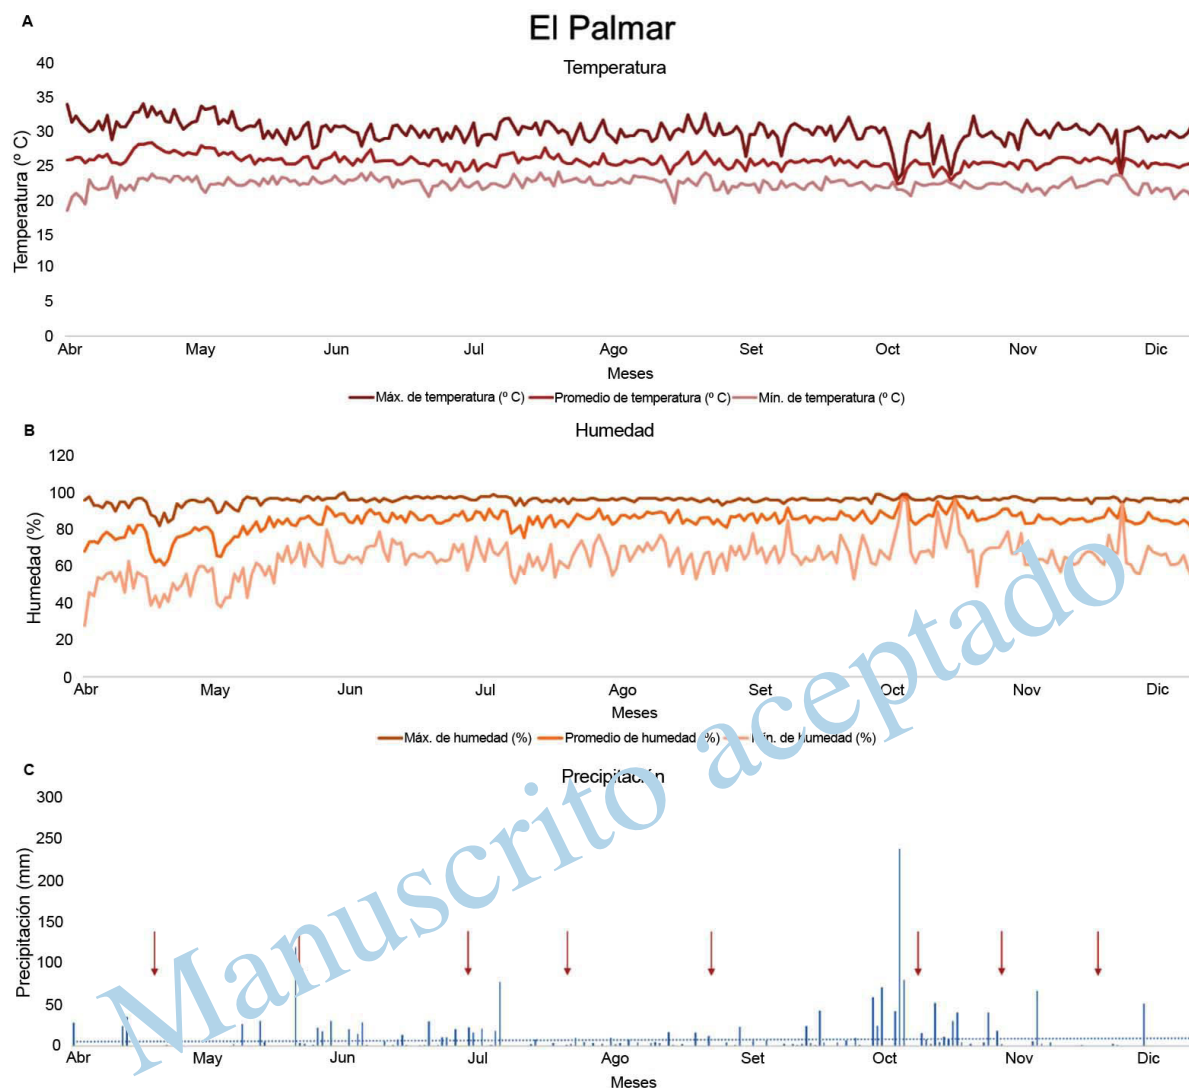 A
El Palmar
Temperatura
40
35
30
25
20
15
10
5
0
Temperatura (º C)
Abr May Jun Jul Ago Set Oct Nov Dic
Meses
Máx. de temperatura (º C) Promedio de temperatura (º C) Mín. de temperatura (º C)
B
Humedad
120
100
80
60
40
20
0
Humedad (%)
Abr May Jun Jul Ago Set Oct Nov Dic
Meses
Máx. de humedad (%) Promedio de humedad (%) Mín. de humedad (%)
C
Precipitación
300
250
200
150
100
50
0
Precipitación (mm)
Abr May Jun Jul Ago Set Oct Nov Dic
Meses
Manuscrito aceptado